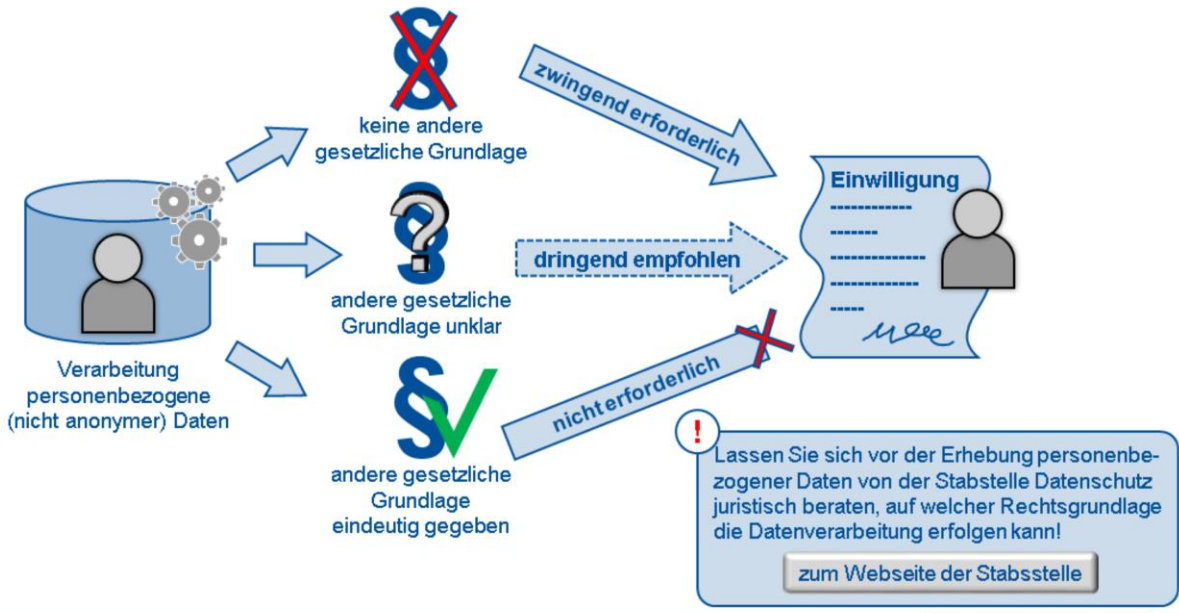 keine andere
gesetzliche Grundlage
zwingend erforderlich
Einwilligung
andere gesetzliche
Grundlage unklar
dringend empfohlen
Verarbeitung
personenbezogene
(nicht anonymer) Daten
andere gesetzliche
Grundlage
eindeutig gegeben
nicht erforderlich
!
Lassen Sie sich vor der Erhebung personenbe-
zogener Daten von der Stabstelle Datenschutz
juristisch beraten, auf welcher Rechtsgrundlage
die Datenverarbeitung erfolgen kann!
zum Webseite der Stabsstelle